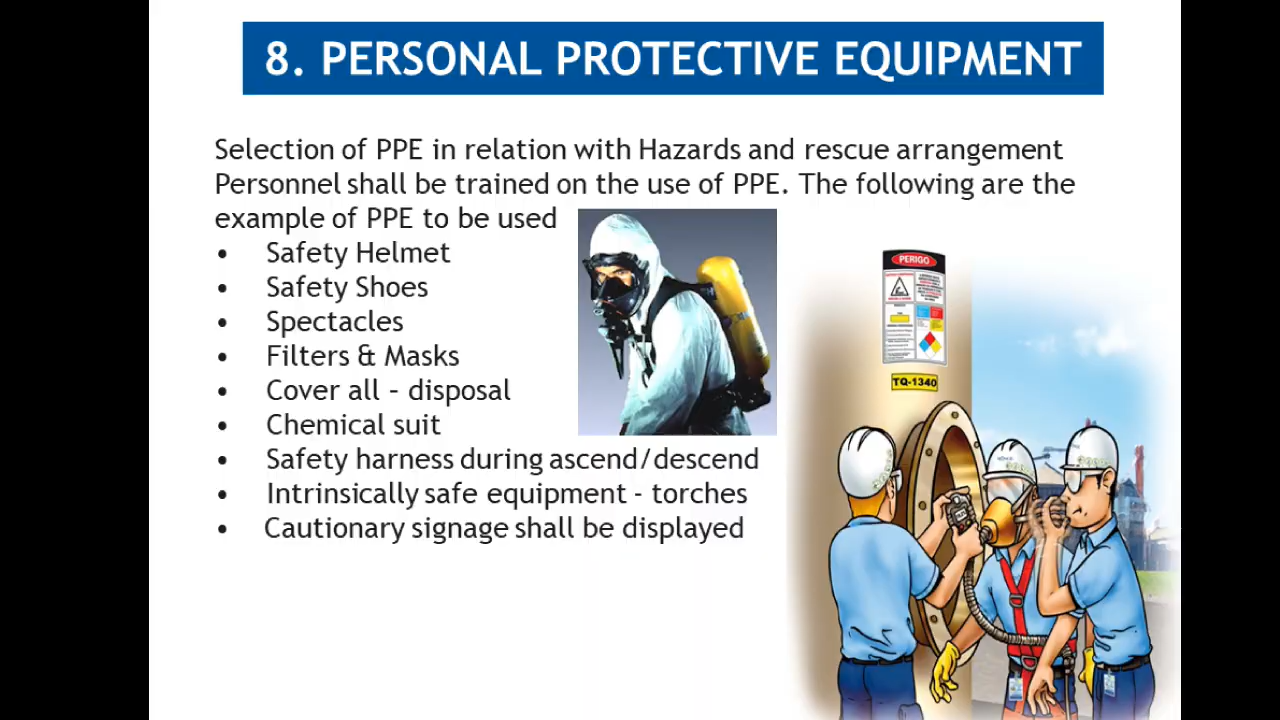 8. PERSONAL PROTECTIVE EQUIPMENT
Selection of PPE in relation with Hazards and rescue arrangement
Personnel shall be trained on the use of PPE. The following are the
example of PPE to be used
• Safety Helmet
• Safety Shoes
• Spectacles
• Filters & Masks
• Cover all – disposal
• Chemical suit
• Safety harness during ascend/descend
• Intrinsically safe equipment - torches
• Cautionary signage shall be displayed
PERIGO
TQ-1340